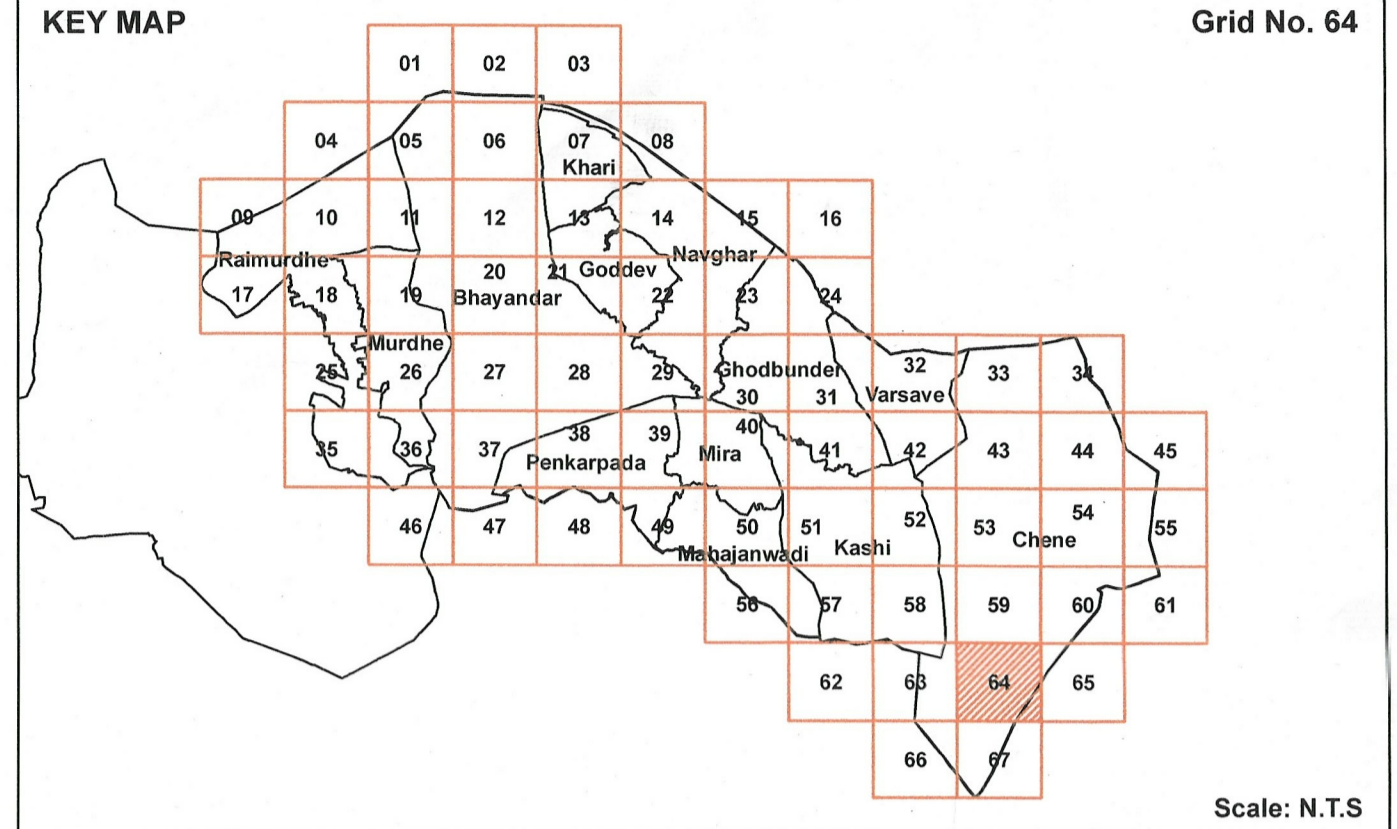 KEY MAP
Grid No. 64
01 02 03
04 05 06 07 08
Khari
09 10 11 12 13 14 15 16
Raimurdhe Goddev Navghar
17 18 19 20 21 22 23 24
Bhayandar
Murdhe Ghodbunder
25 26 27 28 29 30 31 32 33 34
Varsave
35 36 37 38 39 40 41 42 43 44 45
Penkarpada Mira
46 47 48 49 50 51 52 53 54 55
Mahajanwadi Kashi Chene
56 57 58 59 60 61
62 63 64 65
66 67
Scale: N.T.S